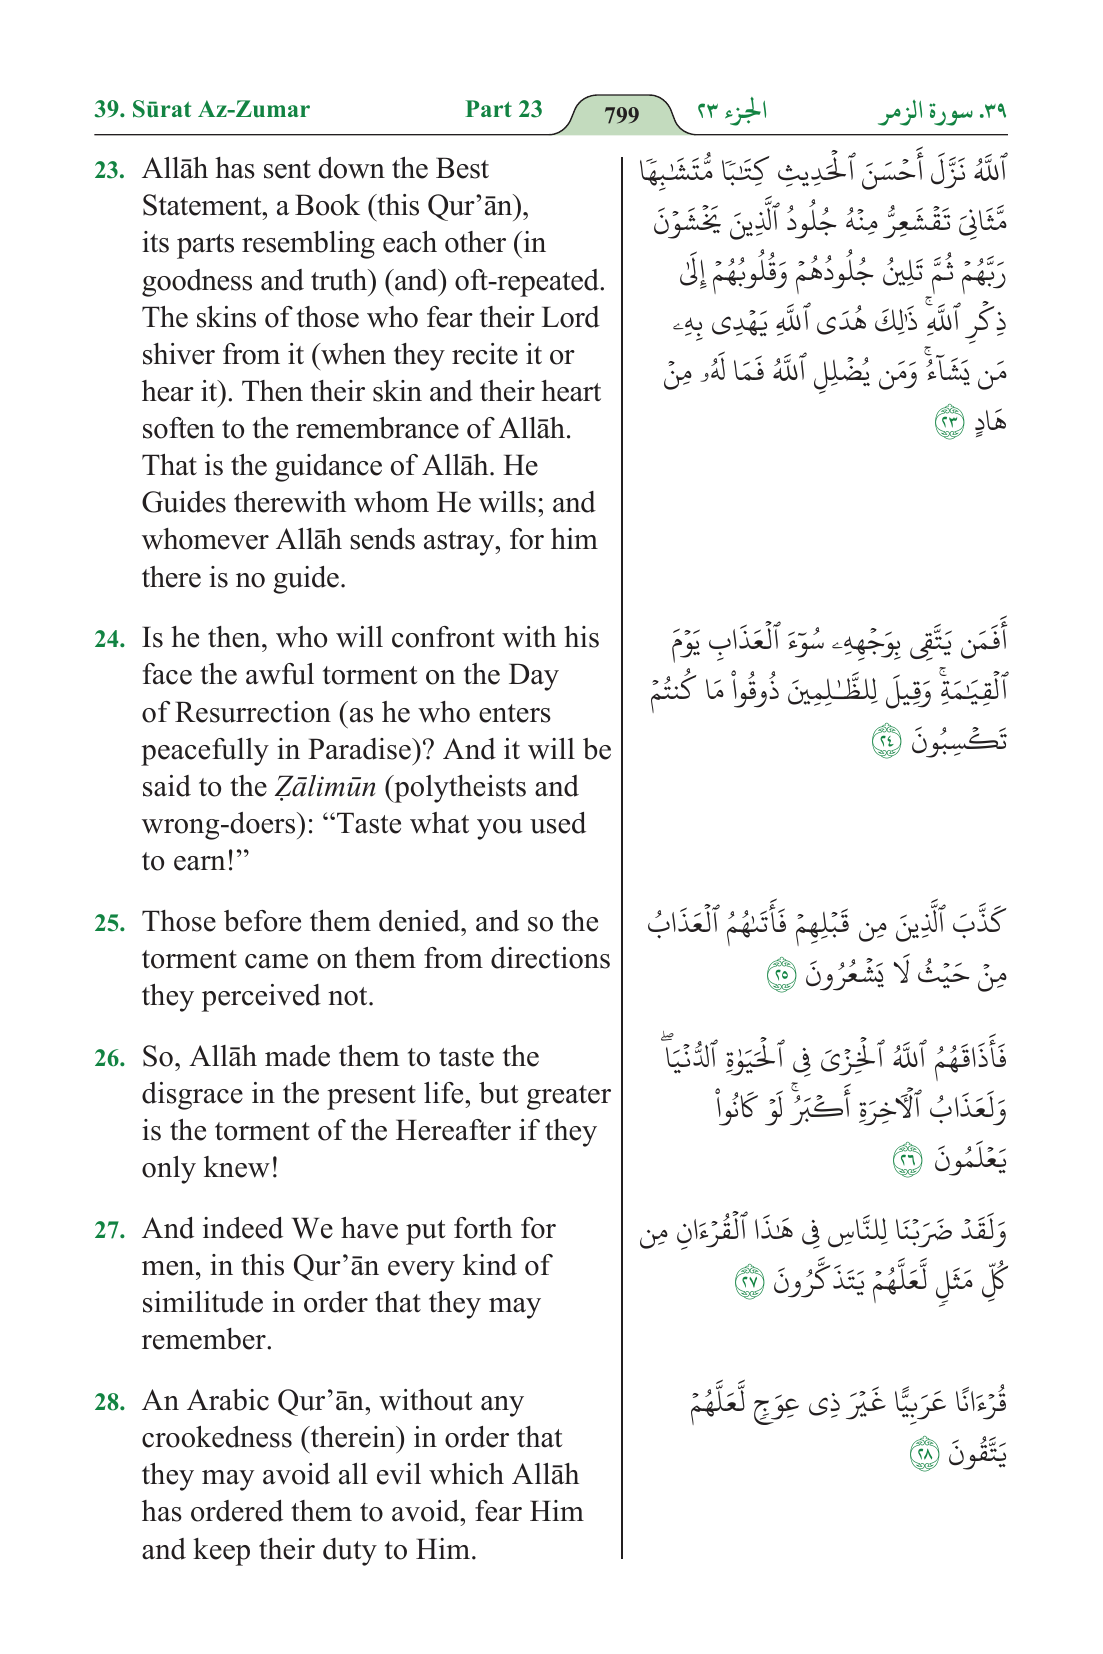 39. Sūrat Az-Zumar Part 23 799 الجزء ٢٣ ٣٩. سورة الزمر
23. Allāh has sent down the Best
Statement, a Book (this Qur’ān),
its parts resembling each other (in
goodness and truth) (and) oft-repeated.
The skins of those who fear their Lord
shiver from it (when they recite it or
hear it). Then their skin and their heart
soften to the remembrance of Allāh.
That is the guidance of Allāh. He
Guides therewith whom He wills; and
whomever Allāh sends astray, for him
there is no guide.
24. Is he then, who will confront with his
face the awful torment on the Day
of Resurrection (as he who enters
peacefully in Paradise)? And it will be
said to the Ẓālimūn (polytheists and
wrong-doers): “Taste what you used
to earn!”
25. Those before them denied, and so the
torment came on them from directions
they perceived not.
26. So, Allāh made them to taste the
disgrace in the present life, but greater
is the torment of the Hereafter if they
only knew!
27. And indeed We have put forth for
men, in this Qur’ān every kind of
similitude in order that they may
remember.
28. An Arabic Qur’ān, without any
crookedness (therein) in order that
they may avoid all evil which Allāh
has ordered them to avoid, fear Him
and keep their duty to Him.
ٱللَّهُ نَزَّلَ أَحۡسَنَ ٱلۡحَدِيثِ كِتَٰبٗا مُّتَشَٰبِهٗا
مَّثَانِيَ تَقۡشَعِرُّ مِنۡهُ جُلُودُ ٱلَّذِينَ يَخۡشَوۡنَ
رَبَّهُمۡ ثُمَّ تَلِينُ جُلُودُهُمۡ وَقُلُوبُهُمۡ إِلَىٰ
ذِكۡرِ ٱللَّهِۚ ذَٰلِكَ هُدَى ٱللَّهِ يَهۡدِي بِهِۦ
مَن يَشَآءُۚ وَمَن يُضۡلِلِ ٱللَّهُ فَمَا لَهُۥ مِنۡ
هَادٍ ٢٣
أَفَمَن يَتَّقِي بِوَجۡهِهِۦ سُوٓءَ ٱلۡعَذَابِ يَوۡمَ
ٱلۡقِيَٰمَةِۚ وَقِيلَ لِلظَّٰلِمِينَ ذُوقُواْ مَا كُنتُمۡ
تَكۡسِبُونَ ٢٤
كَذَّبَ ٱلَّذِينَ مِن قَبۡلِهِمۡ فَأَتَىٰهُمُ ٱلۡعَذَابُ
مِنۡ حَيۡثُ لَا يَشۡعُرُونَ ٢٥
فَأَذَاقَهُمُ ٱللَّهُ ٱلۡخِزۡيَ فِي ٱلۡحَيَوٰةِ ٱلدُّنۡيَاۖ
وَلَعَذَابُ ٱلۡأٓخِرَةِ أَكۡبَرُۚ لَوۡ كَانُواْ
يَعۡلَمُونَ ٢٦
وَلَقَدۡ ضَرَبۡنَا لِلنَّاسِ فِي هَٰذَا ٱلۡقُرۡءَانِ مِن
كُلِّ مَثَلٖ لَّعَلَّهُمۡ يَتَذَكَّرُونَ ٢٧
قُرۡءَانًا عَرَبِيًّا غَيۡرَ ذِي عِوَجٖ لَّعَلَّهُمۡ
يَتَّقُونَ ٢٨